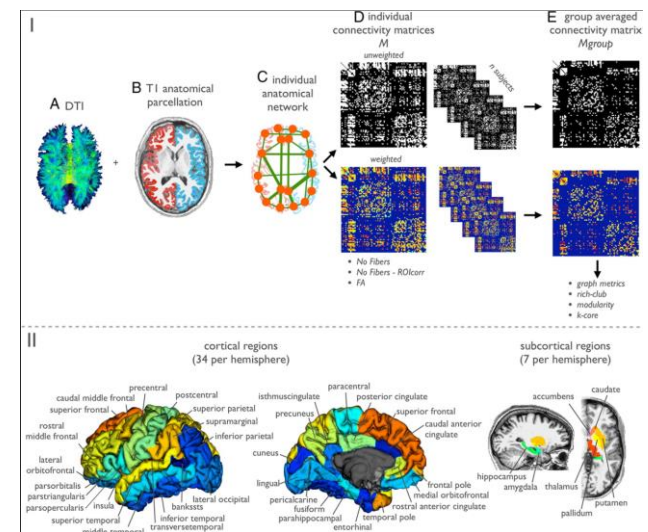 I
A DTI
+
B T1 anatomical
parcellation
C individual
anatomical
network
D individual
connectivity matrices
M
unweighted
n subjects
weighted
• No Fibers
• No Fibers - ROIcorr
• FA
E group averaged
connectivity matrix
Mgroup
• graph metrics
• rich-club
• modularity
• k-core
II
cortical regions
(34 per hemisphere)
precentral
caudal middle frontal
superior frontal
rostral
middle frontal
lateral
orbitofrontal
parsorbitalis
parstriangularis
parsopercularis
insula
superior temporal
middle temporal
postcentral
superior parietal
supramarginal
inferior parietal
lateral occipital
bankssts
inferior temporal
transversetemporal
paracentral
isthmuscingulate
posterior cingulate
precuneus
superior frontal
caudal anterior
cingulate
cuneus
lingual
pericalcarine
fusiform
parahippocampal
entorhinal
temporal pole
frontal pole
medial orbitofrontal
rostral anterior cingulate
subcortical regions
(7 per hemisphere)
caudate
accumbens
hippocampus
amygdala
thalamus
pallidum
putamen